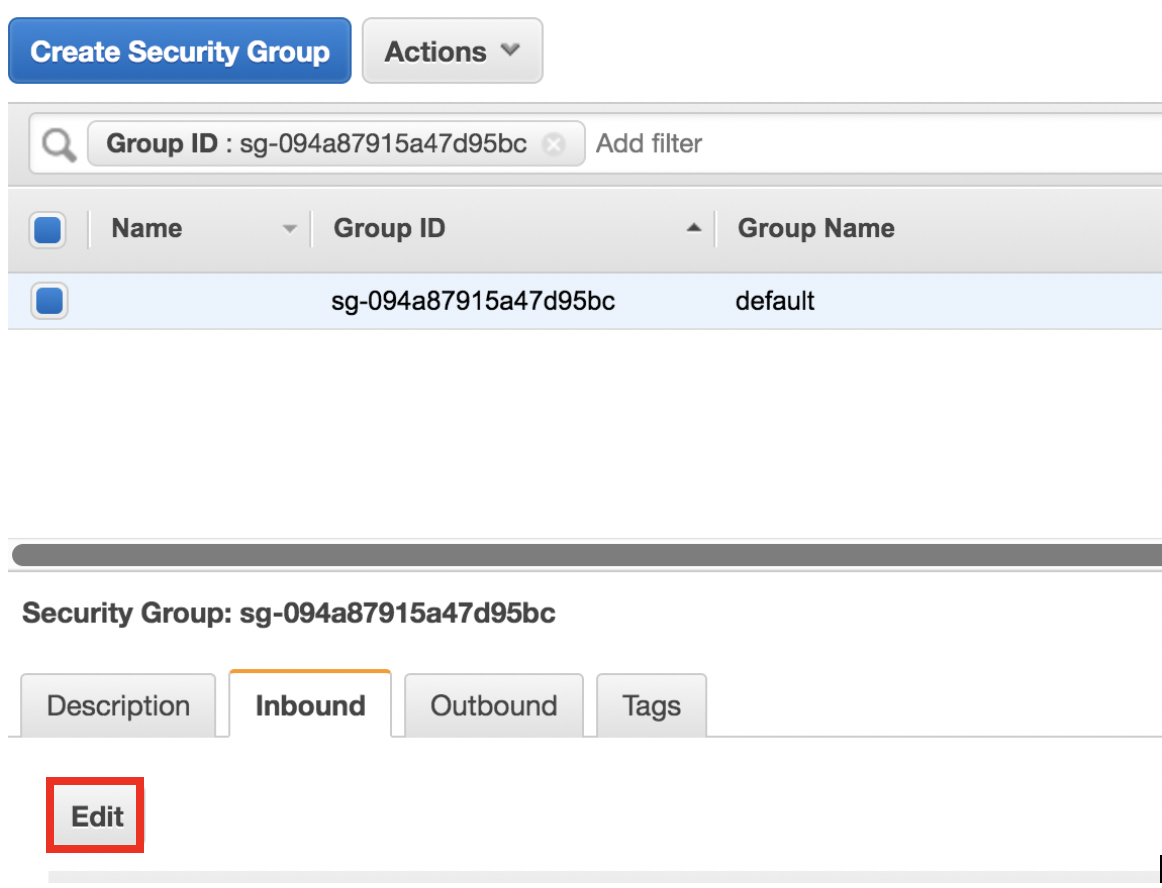 Create Security Group Actions
Group ID : sg-094a87915a47d95bc Add filter
Name Group ID Group Name
sg-094a87915a47d95bc default
Security Group: sg-094a87915a47d95bc
Description Inbound Outbound Tags
Edit